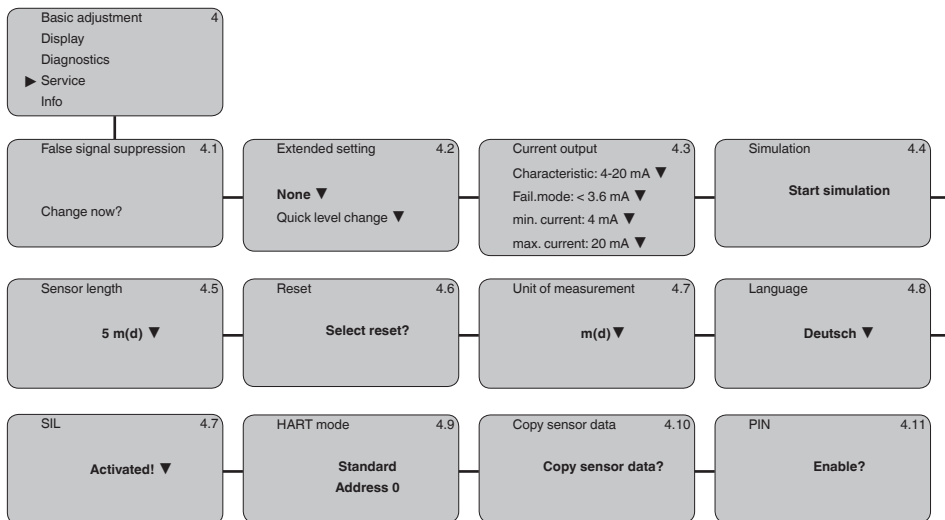 Basic adjustment 4
Display
Diagnostics
▶ Service
Info
False signal suppression 4.1
Change now?
Extended setting 4.2
None ▼
Quick level change ▼
Current output 4.3
Characteristic: 4-20 mA ▼
Fail.mode: < 3.6 mA ▼
min. current: 4 mA ▼
max. current: 20 mA ▼
Simulation 4.4
Start simulation
Sensor length 4.5
5 m(d) ▼
Reset 4.6
Select reset?
Unit of measurement 4.7
m(d) ▼
Language 4.8
Deutsch ▼
SIL 4.7
Activated! ▼
HART mode 4.9
Standard
Address 0
Copy sensor data 4.10
Copy sensor data?
PIN 4.11
Enable?